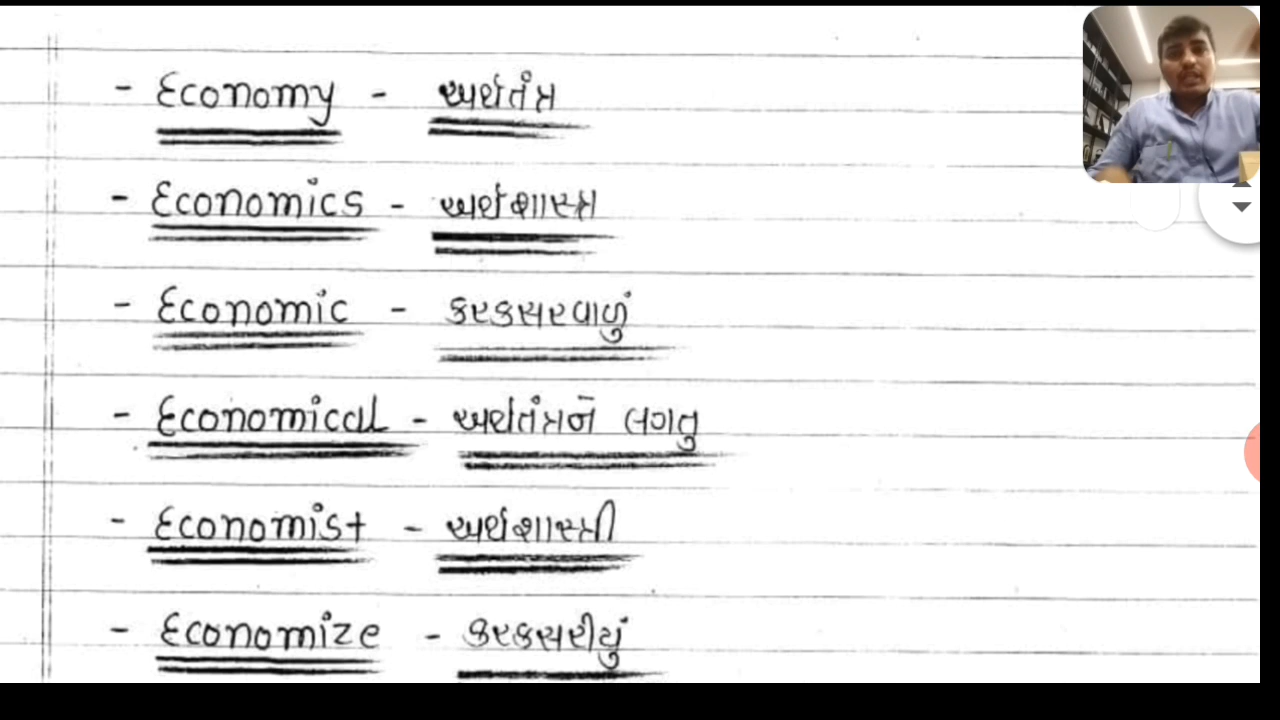 - Economy - અર્થતંત્ર
- Economics - અર્થશાસ્ત્ર
- Economic - કરકસરવાળું
- Economical - અર્થતંત્રને લગતુ
- Economist - અર્થશાસ્ત્રી
- Economize - કરકસરીયું